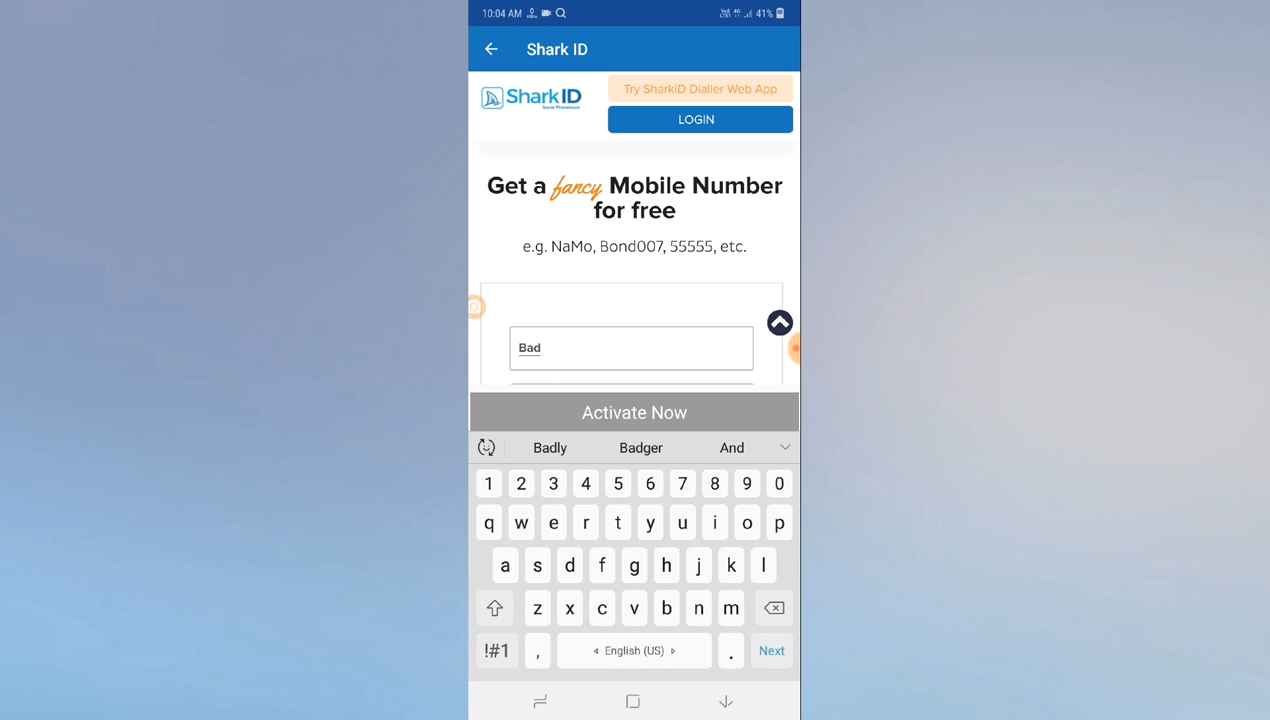 10:04 AM
41%
Shark ID
Try SharkID Dialler Web App
SharkID
Social Phonebook
LOGIN
Get a fancy Mobile Number
for free
e.g. NaMo, Bond007, 55555, etc.
Bad
Activate Now
Badly Badger And
1 2 3 4 5 6 7 8 9 0
q w e r t y u i o p
a s d f g h j k l
z x c v b n m
!#1 , English (US) . Next